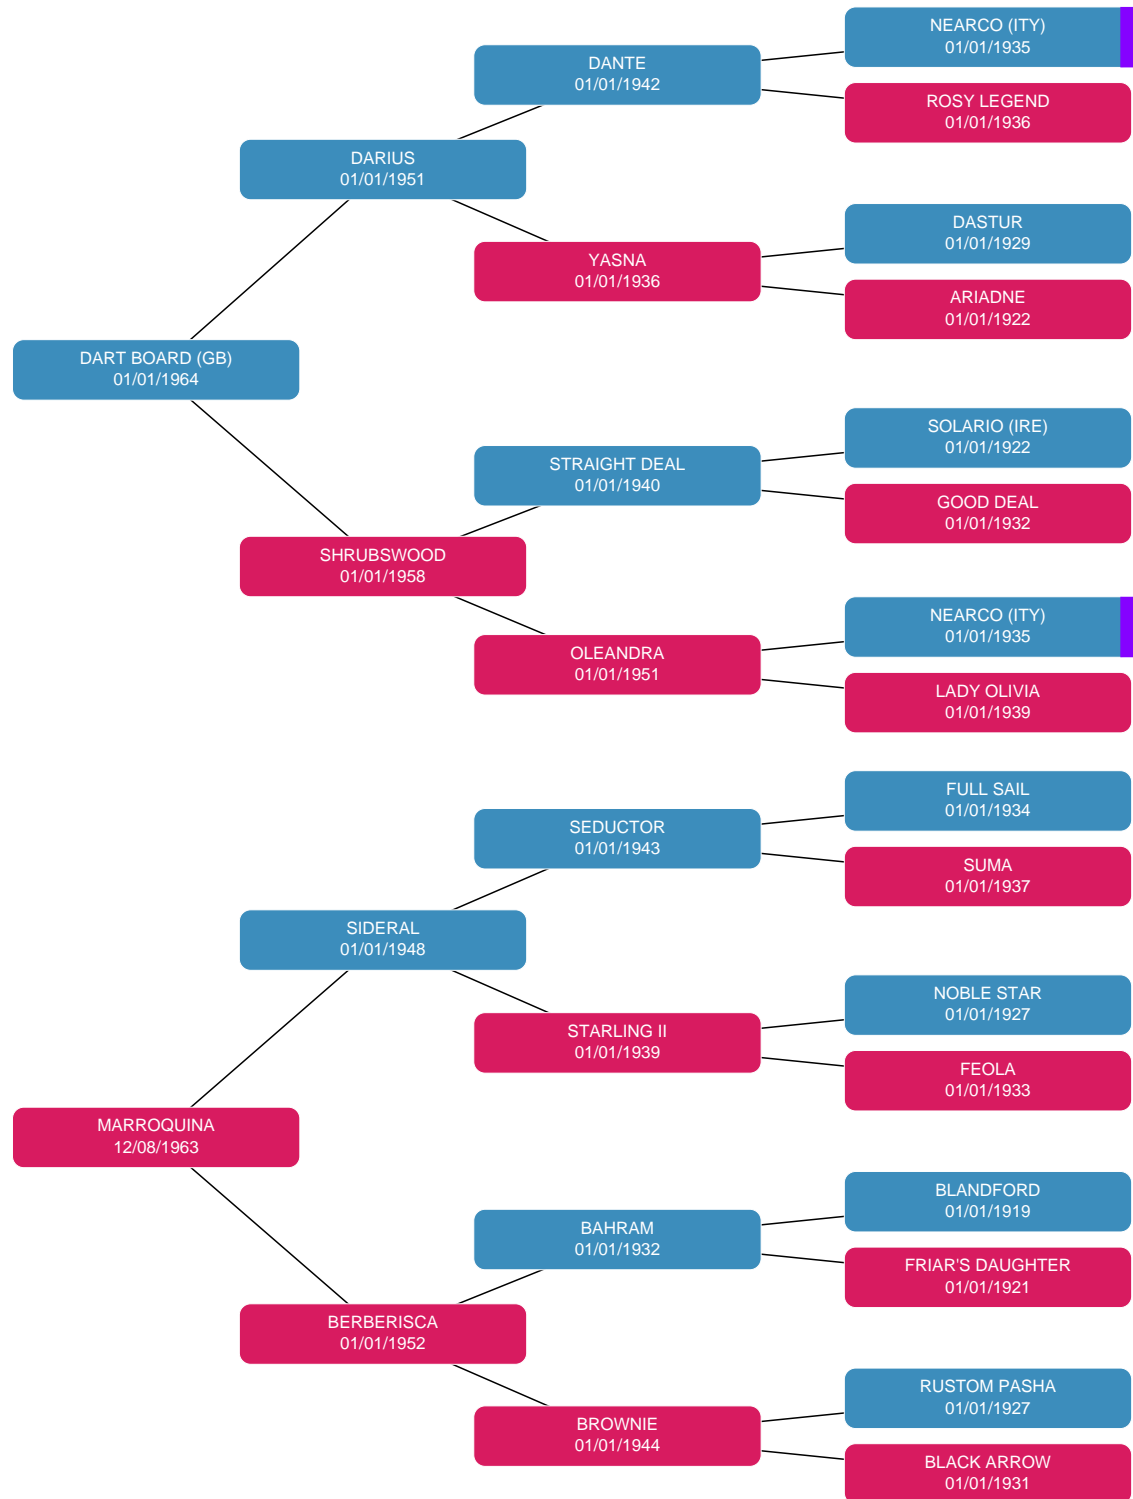 NEARCO (ITY)
01/01/1935
DANTE
01/01/1942
ROSY LEGEND
01/01/1936
DARIUS
01/01/1951
DASTUR
01/01/1929
YASNA
01/01/1936
ARIADNE
01/01/1922
DART BOARD (GB)
01/01/1964
SOLARIO (IRE)
01/01/1922
STRAIGHT DEAL
01/01/1940
GOOD DEAL
01/01/1932
SHRUBSWOOD
01/01/1958
NEARCO (ITY)
01/01/1935
OLEANDRA
01/01/1951
LADY OLIVIA
01/01/1939
FULL SAIL
01/01/1934
SEDUCTOR
01/01/1943
SUMA
01/01/1937
SIDERAL
01/01/1948
NOBLE STAR
01/01/1927
STARLING II
01/01/1939
FEOLA
01/01/1933
MARROQUINA
12/08/1963
BLANDFORD
01/01/1919
BAHRAM
01/01/1932
FRIAR'S DAUGHTER
01/01/1921
BERBERISCA
01/01/1952
RUSTOM PASHA
01/01/1927
BROWNIE
01/01/1944
BLACK ARROW
01/01/1931